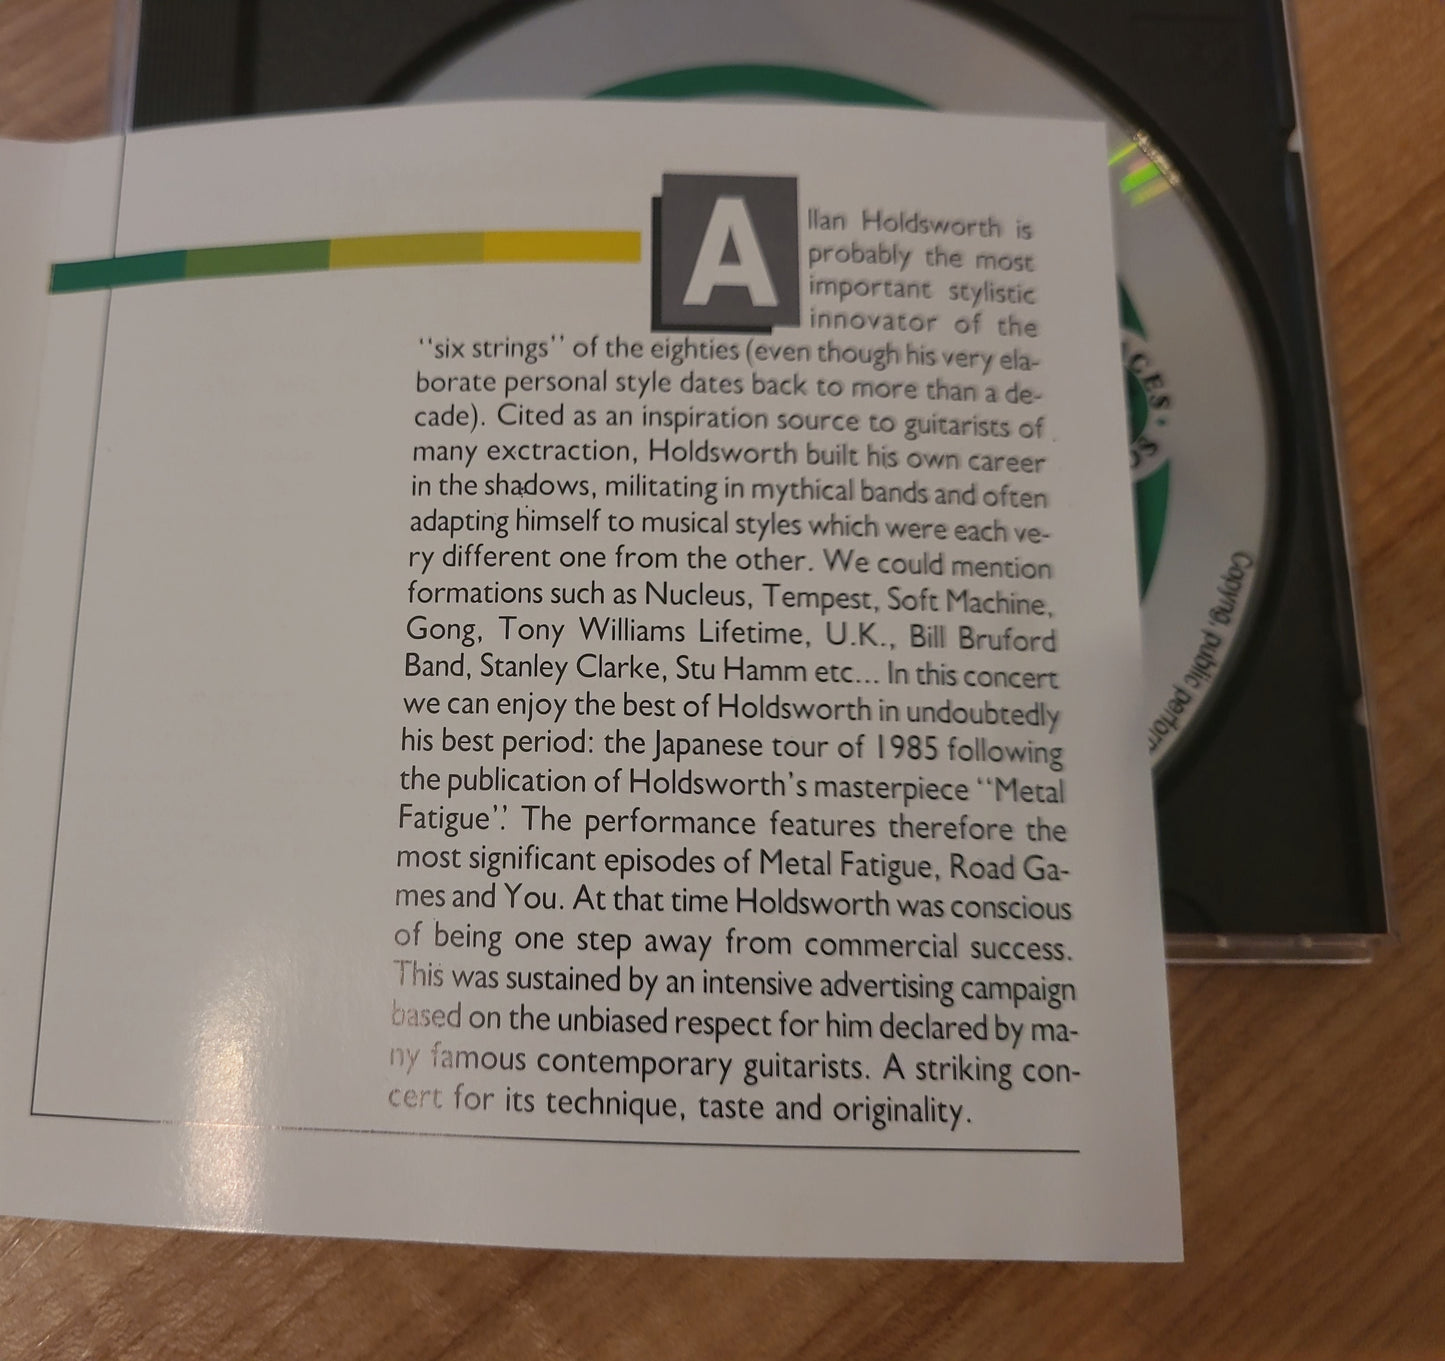 Allan Holdsworth is
probably the most
important stylistic
innovator of the
‘‘six strings’’ of the eighties (even though his very ela-
borate personal style dates back to more than a de-
cade). Cited as an inspiration source to guitarists of
many exctraction, Holdsworth built his own career
in the shadows, militating in mythical bands and often
adapting himself to musical styles which were each ve-
ry different one from the other. We could mention
formations such as Nucleus, Tempest, Soft Machine,
Gong, Tony Williams Lifetime, U.K., Bill Bruford
Band, Stanley Clarke, Stu Hamm etc... In this concert
we can enjoy the best of Holdsworth in undoubtedly
his best period: the Japanese tour of 1985 following
the publication of Holdsworth's masterpiece ‘‘Metal
Fatigue’’. The performance features therefore the
most significant episodes of Metal Fatigue, Road Ga-
mes and You. At that time Holdsworth was conscious
of being one step away from commercial success.
This was sustained by an intensive advertising campaign
based on the unbiased respect for him declared by ma-
ny famous contemporary guitarists. A striking con-
cert for its technique, taste and originality.
Copying, public perfor